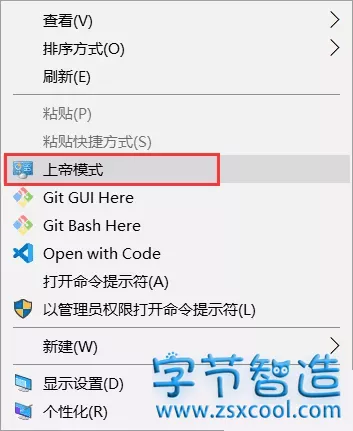 查看(V)
排序方式(O)
刷新(E)
粘贴(P)
粘贴快捷方式(S)
上帝模式
Git GUI Here
Git Bash Here
Open with Code
打开命令提示符(A)
以管理员权限打开命令提示符(L)
新建(W)
显示设置(D)
个性化(R)
字节智造
www.zsxcool.com